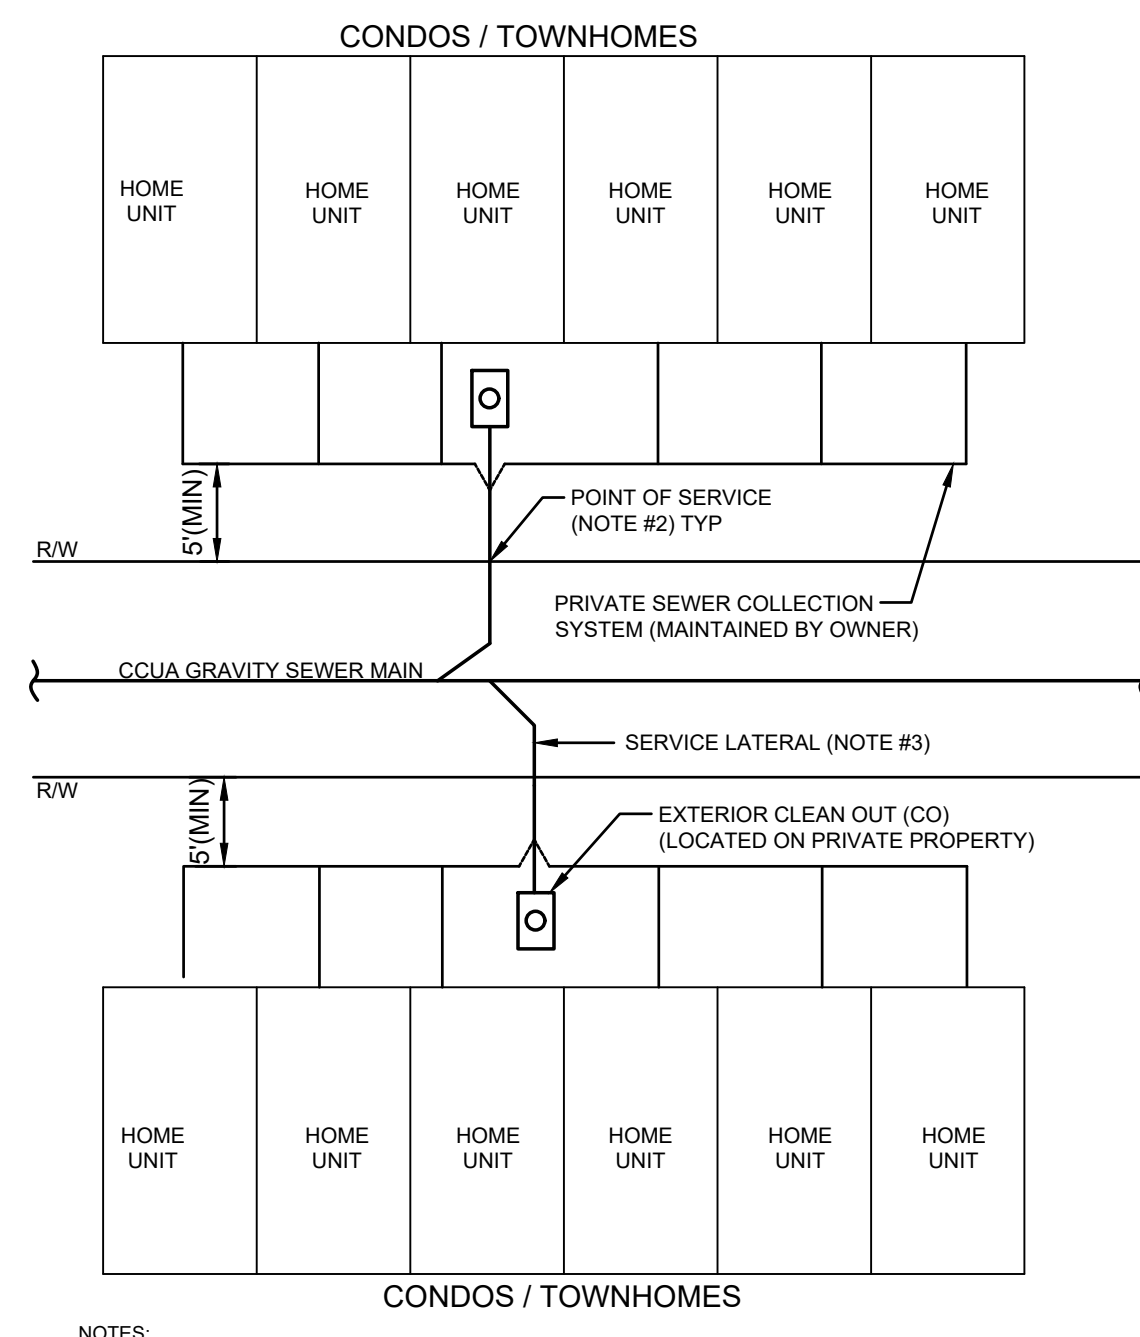 CONDOS / TOWNHOMES
HOME
UNIT
HOME
UNIT
HOME
UNIT
HOME
UNIT
HOME
UNIT
HOME
UNIT
5'(MIN)
POINT OF SERVICE
(NOTE #2) TYP
R/W
PRIVATE SEWER COLLECTION
SYSTEM (MAINTAINED BY OWNER)
CCUA GRAVITY SEWER MAIN
SERVICE LATERAL (NOTE #3)
R/W
5'(MIN)
EXTERIOR CLEAN OUT (CO)
(LOCATED ON PRIVATE PROPERTY)
HOME
UNIT
HOME
UNIT
HOME
UNIT
HOME
UNIT
HOME
UNIT
HOME
UNIT
CONDOS / TOWNHOMES
NOTES: